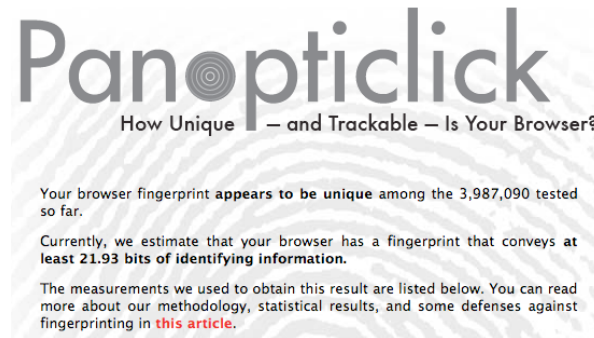 Panopticlick
How Unique — and Trackable — Is Your Browser?
Your browser fingerprint appears to be unique among the 3,987,090 tested
so far.
Currently, we estimate that your browser has a fingerprint that conveys at
least 21.93 bits of identifying information.
The measurements we used to obtain this result are listed below. You can read
more about our methodology, statistical results, and some defenses against
fingerprinting in this article.